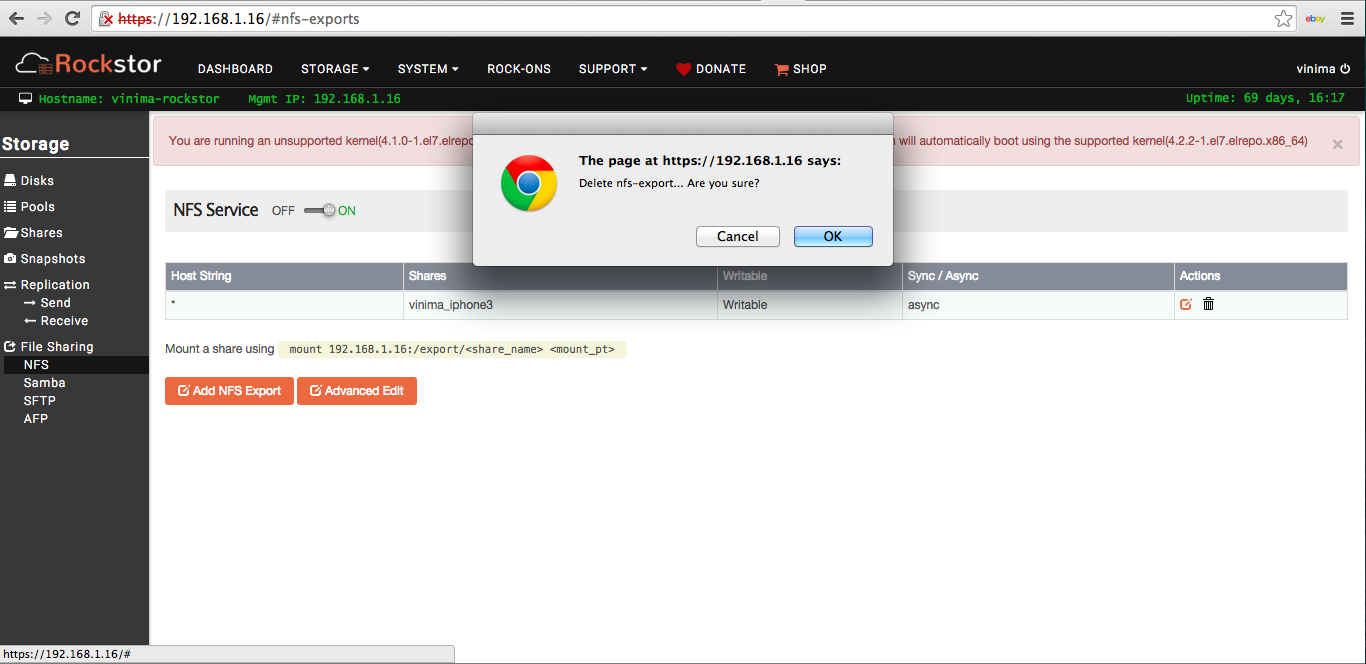 https://192.168.1.16/#nfs-exports
ebay
Rockstor DASHBOARD STORAGE SYSTEM ROCK-ONS SUPPORT DONATE SHOP vinima
Hostname: vinima-rockstor Mgmt IP: 192.168.1.16 Uptime: 69 days, 16:17
Storage
Disks
Pools
Shares
Snapshots
Replication
Send
Receive
File Sharing
NFS
Samba
SFTP
AFP
You are running an unsupported kernel(4.1.0-1.el7.elrepo
will automatically boot using the supported kernel(4.2.2-1.el7.elrepo.x86_64) ×
The page at https://192.168.1.16 says:
Delete nfs-export... Are you sure?
Cancel OK
NFS Service OFF ON
Host String Shares Writable Sync / Async Actions
* vinima_iphone3 Writable async
Mount a share using mount 192.168.1.16:/export/<share_name> <mount_pt>
Add NFS Export Advanced Edit
https://192.168.1.16/#